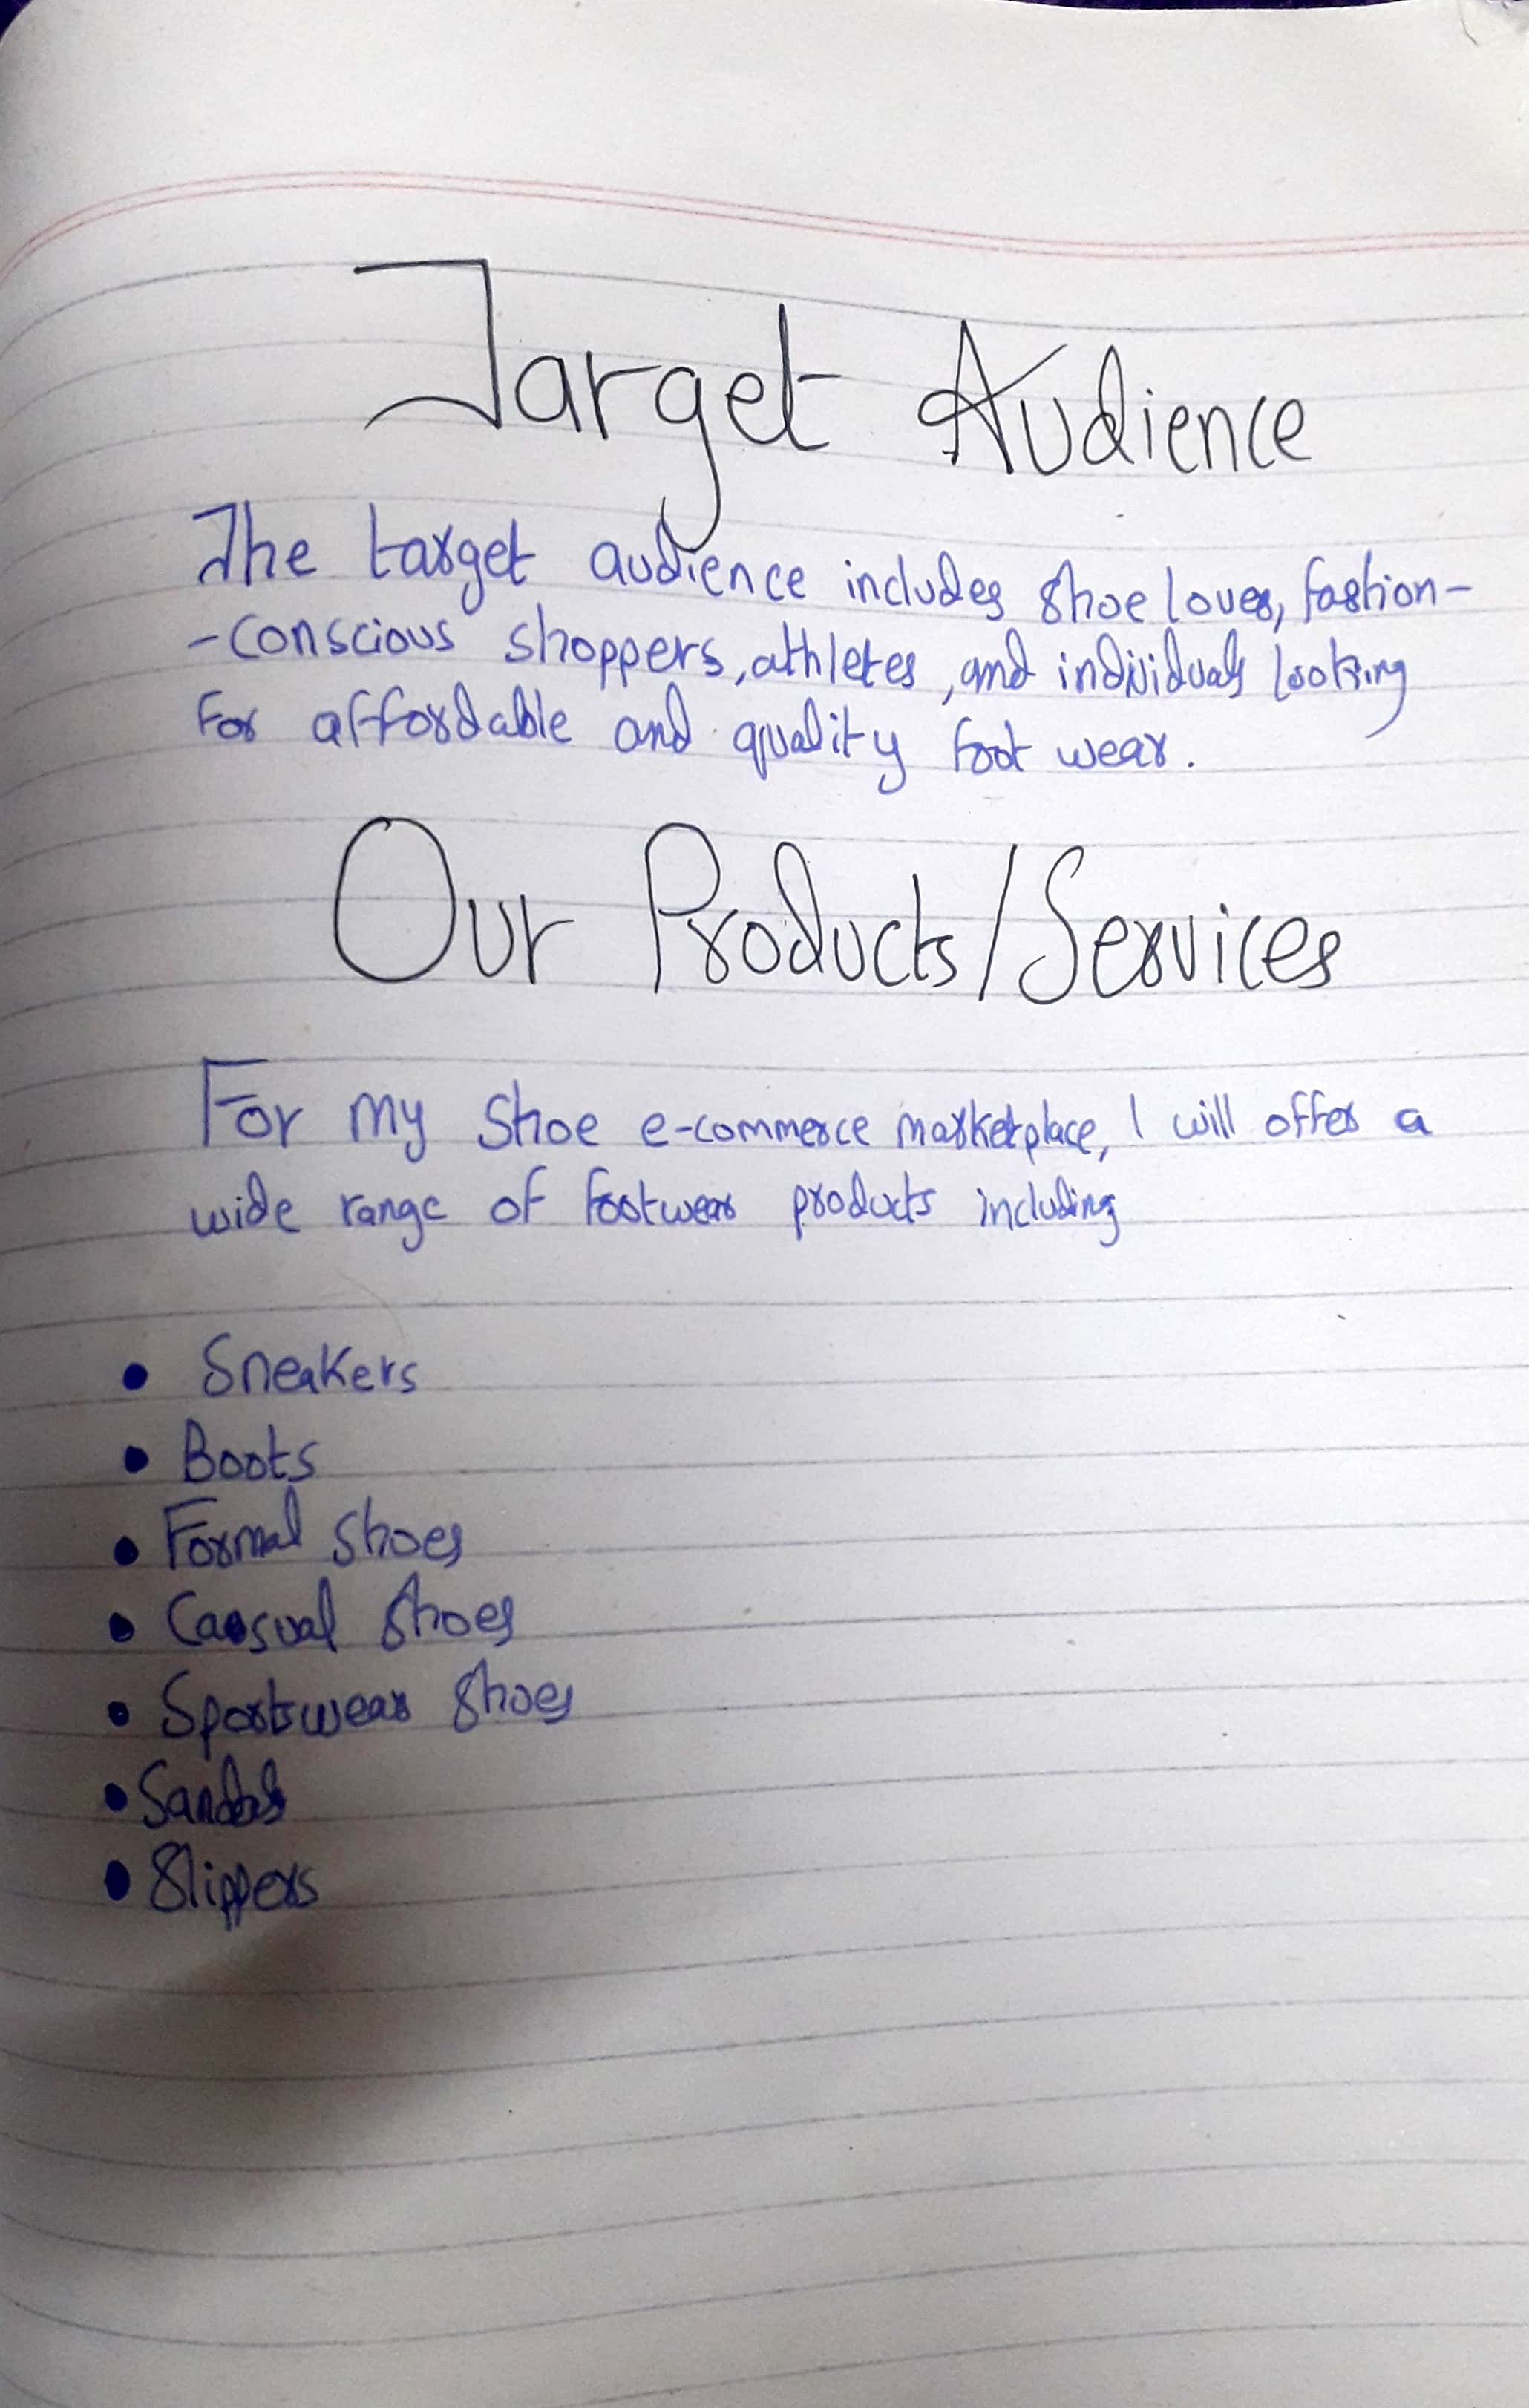 Target Audience
The target audience includes shoe loves, fashion-
-conscious shoppers, athletes, and individuals looking
For affordable and quality foot wear.
Our Products/Services
For my shoe e-commerce marketplace, I will offer a
wide range of footwear products including
• Sneakers
• Boots
• Formal shoes
• Casual shoes
• Sportswear shoes
• Sandals
• Slippers